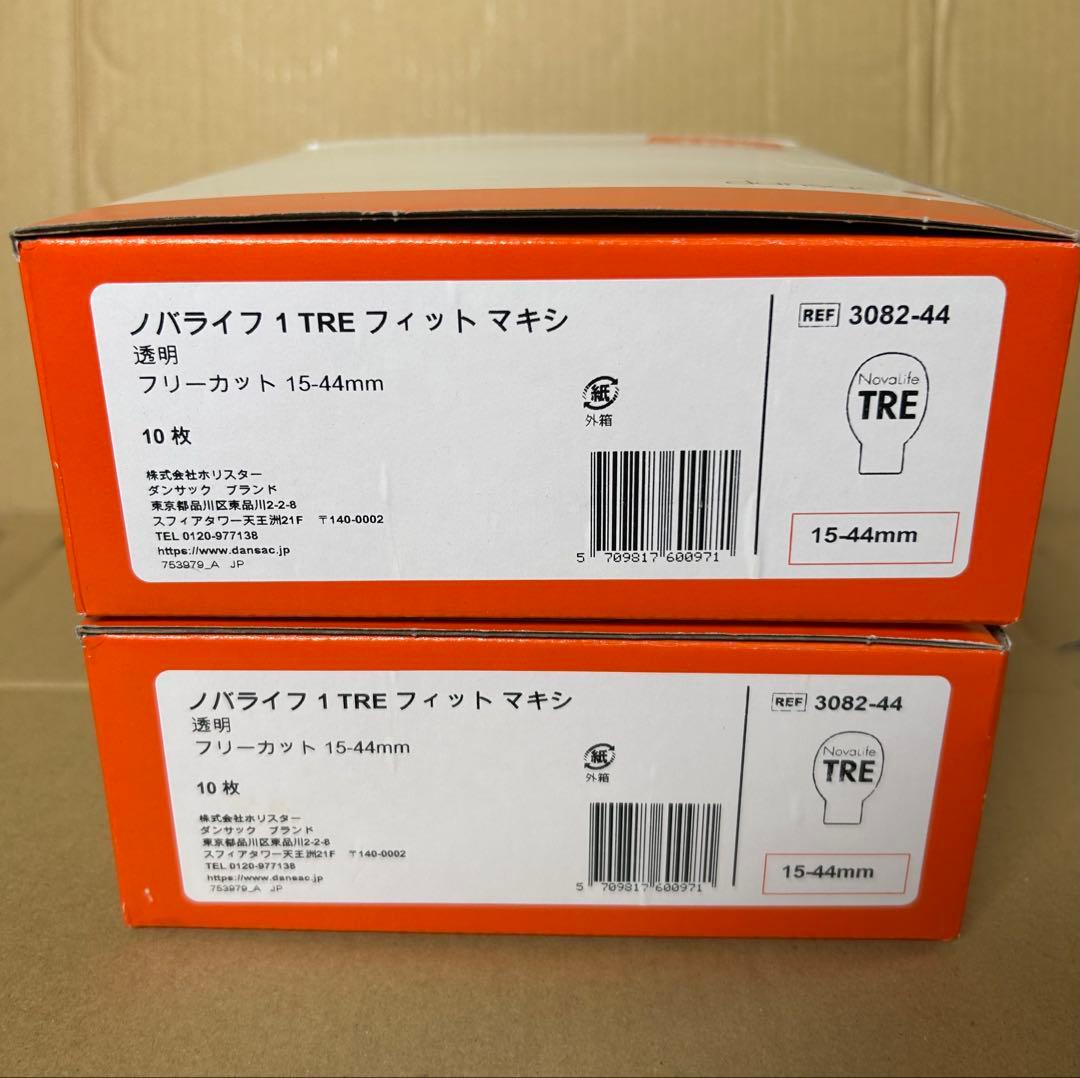 ノバライフ 1 TRE フィット マキシ
透明
フリーカット 15-44mm
10 枚
株式会社ホリスター
ダンサック ブランド
東京都品川区東品川2-2-8
スフィアタワー天王洲21F 〒140-0002
TEL 0120-977138
https://www.dansac.jp
753979_A JP
紙
外箱
5 709817 600971
REF 3082-44
NovaLife
TRE
15-44mm
ノバライフ 1 TRE フィット マキシ
透明
フリーカット 15-44mm
10 枚
株式会社ホリスター
ダンサック ブランド
東京都品川区東品川2-2-8
スフィアタワー天王洲21F 〒140-0002
TEL 0120-977138
https://www.dansac.jp
753979_A JP
紙
外箱
5 709817 600971
REF 3082-44
NovaLife
TRE
15-44mm